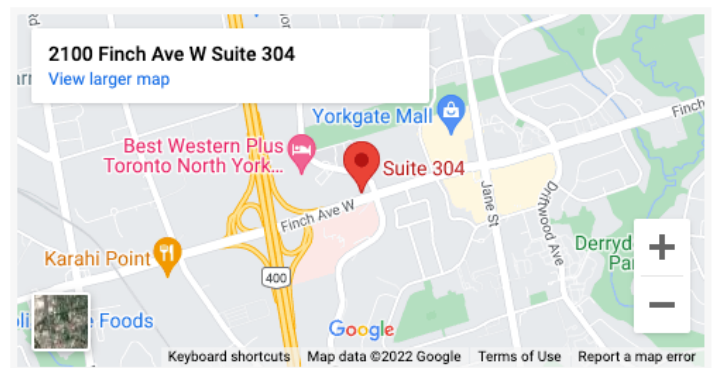 2100 Finch Ave W Suite 304
View larger map
Yorkgate Mall
Finch
Best Western Plus
Toronto North York...
Suite 304
Finch Ave W
Jane St
Driftwood Ave
Karahi Point
400
Derryd
Pa
Foods
Google
Keyboard shortcuts
Map data ©2022 Google
Terms of Use
Report a map error